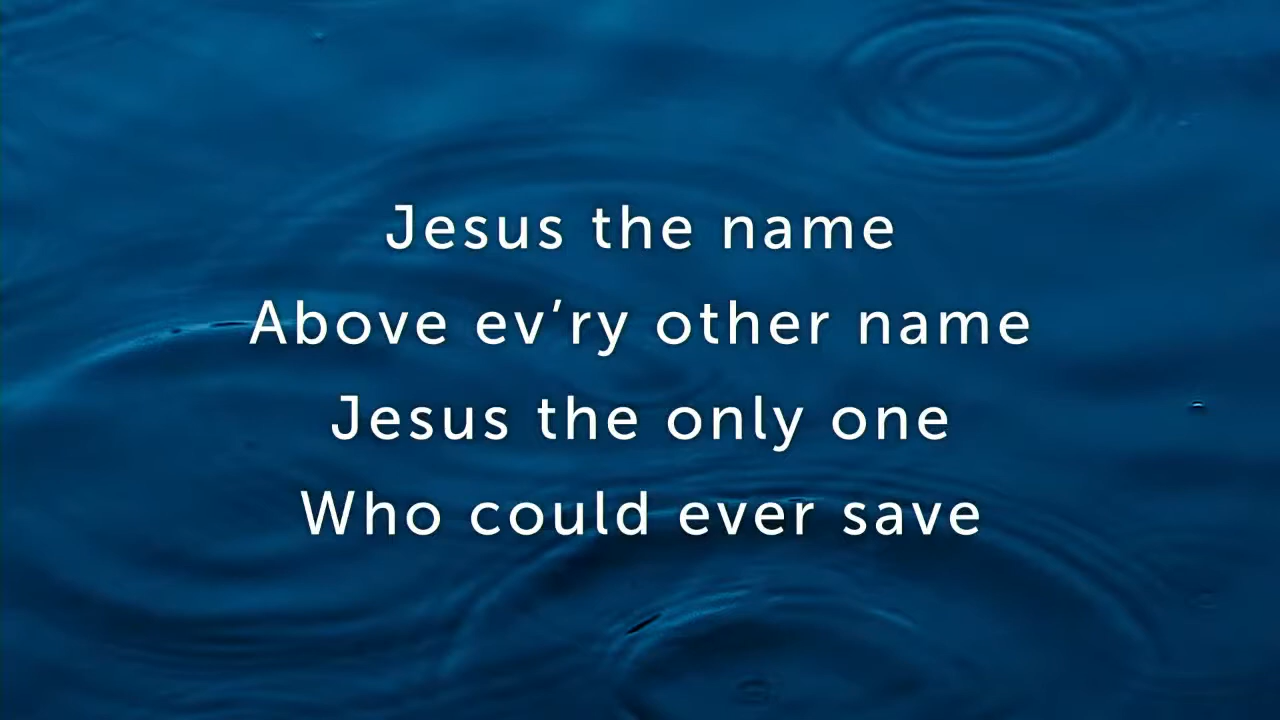 Jesus the name
Above ev’ry other name
Jesus the only one
Who could ever save